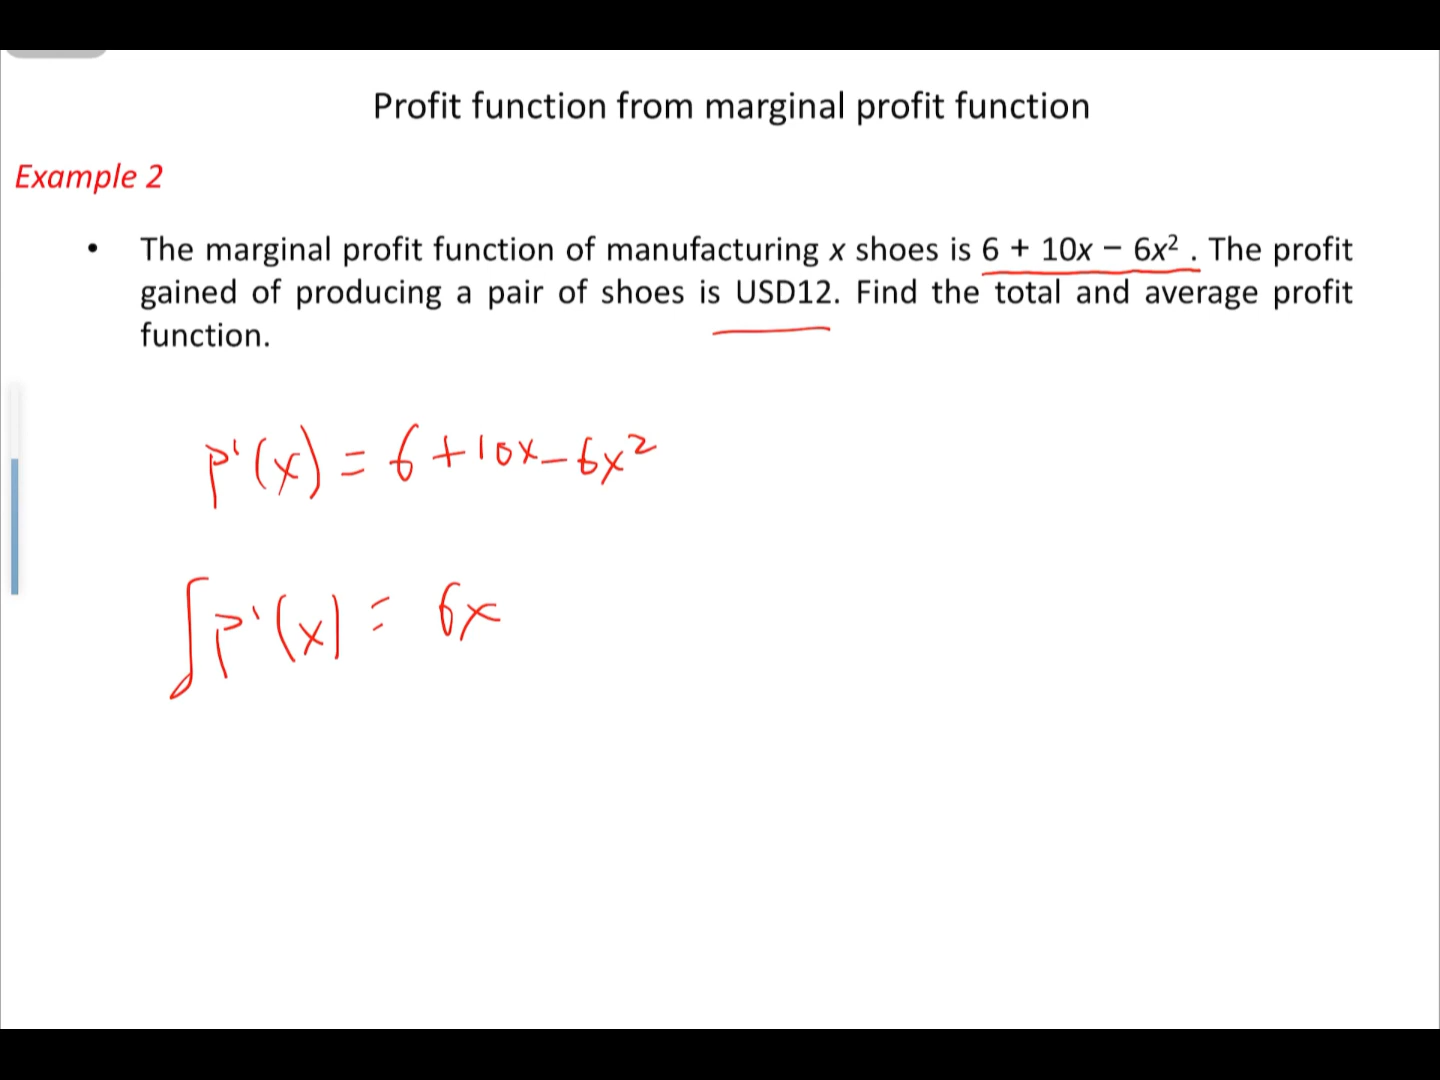 Profit function from marginal profit function
Example 2
• The marginal profit function of manufacturing x shoes is 6 + 10x − 6x² . The profit
gained of producing a pair of shoes is USD12. Find the total and average profit
function.
P'(x) = 6 + 10x − 6x²
∫P'(x) = 6x